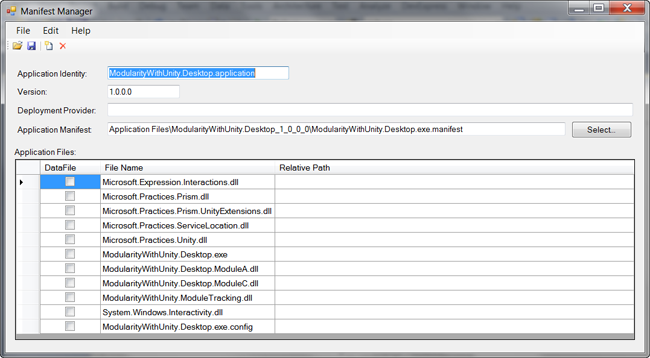 Manifest Manager
File Edit Help
Application Identity: ModularityWithUnity.Desktop.application
Version: 1.0.0.0
Deployment Provider:
Application Manifest: Application Files\ModularityWithUnity.Desktop_1_0_0_0\ModularityWithUnity.Desktop.exe.manifest Select...
Application Files:
DataFile File Name Relative Path
Microsoft.Expression.Interactions.dll
Microsoft.Practices.Prism.dll
Microsoft.Practices.Prism.UnityExtensions.dll
Microsoft.Practices.ServiceLocation.dll
Microsoft.Practices.Unity.dll
ModularityWithUnity.Desktop.exe
ModularityWithUnity.Desktop.ModuleA.dll
ModularityWithUnity.Desktop.ModuleC.dll
ModularityWithUnity.ModuleTracking.dll
System.Windows.Interactivity.dll
ModularityWithUnity.Desktop.exe.config